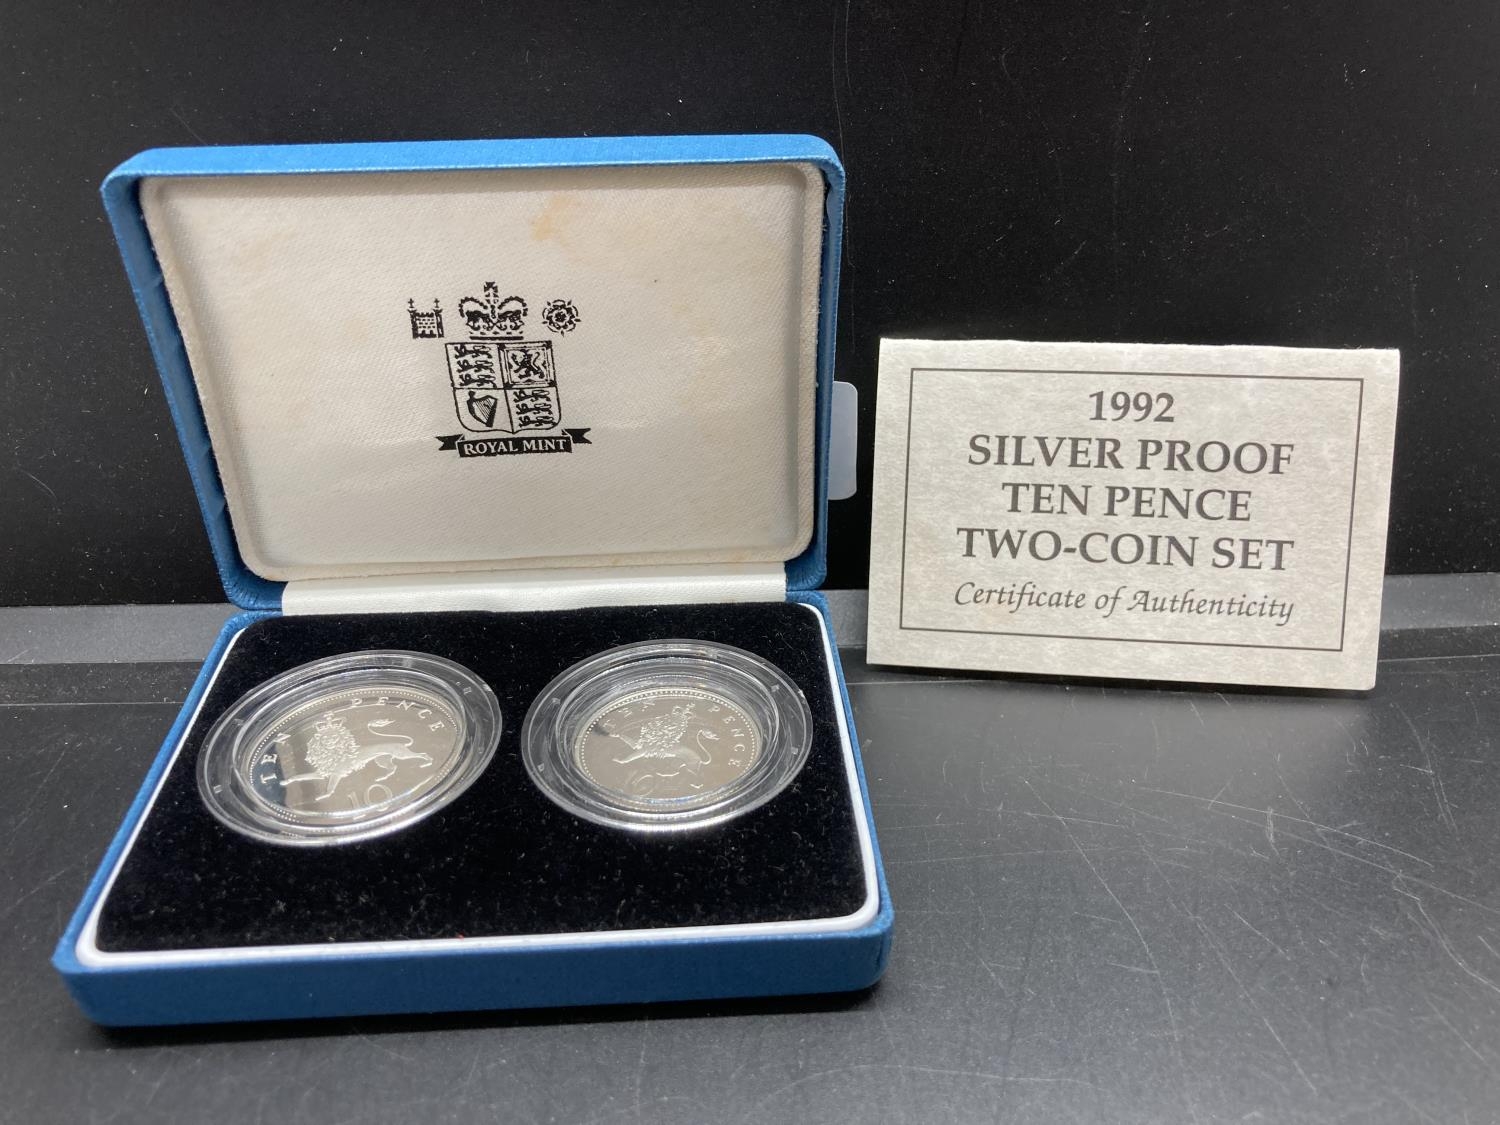 ROYAL MINT
1992
SILVER PROOF
TEN PENCE
TWO-COIN SET
Certificate of Authenticity
TEN PENCE
10
TEN PENCE